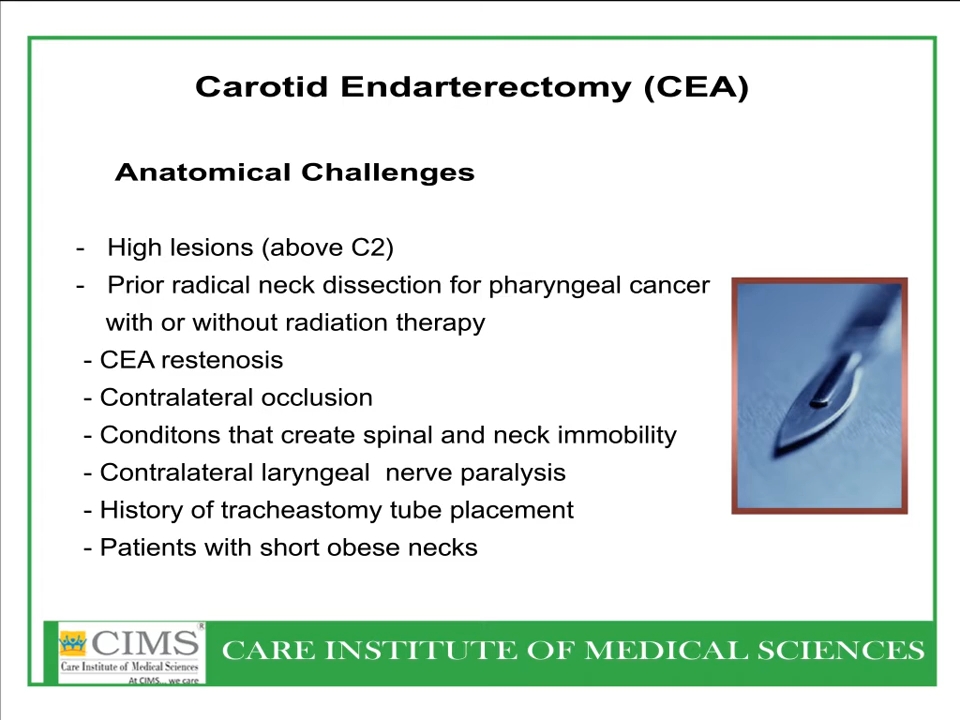 Carotid Endarterectomy (CEA)
Anatomical Challenges
- High lesions (above C2)
- Prior radical neck dissection for pharyngeal cancer
with or without radiation therapy
- CEA restenosis
- Contralateral occlusion
- Conditons that create spinal and neck immobility
- Contralateral laryngeal nerve paralysis
- History of tracheastomy tube placement
- Patients with short obese necks
CIMS®
Care Institute of Medical Sciences
At CIMS... we care
CARE INSTITUTE OF MEDICAL SCIENCES